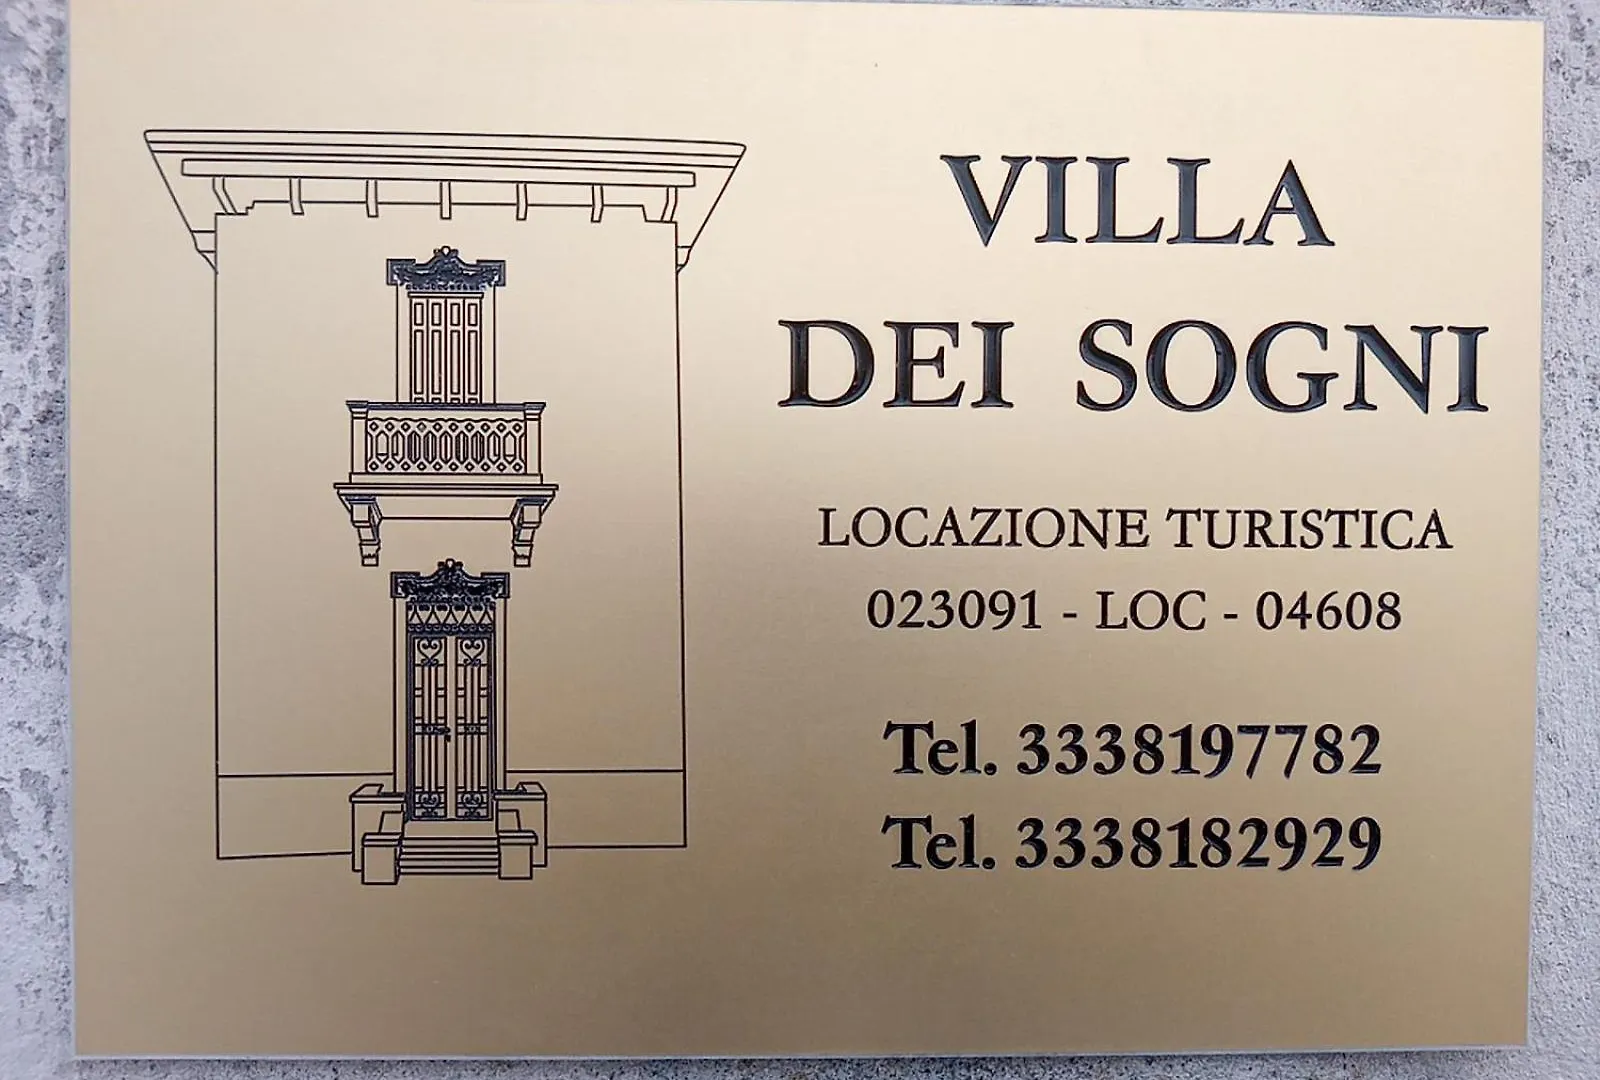 VILLA
DEI SOGNI
LOCAZIONE TURISTICA
023091 - LOC - 04608
Tel. 3338197782
Tel. 3338182929